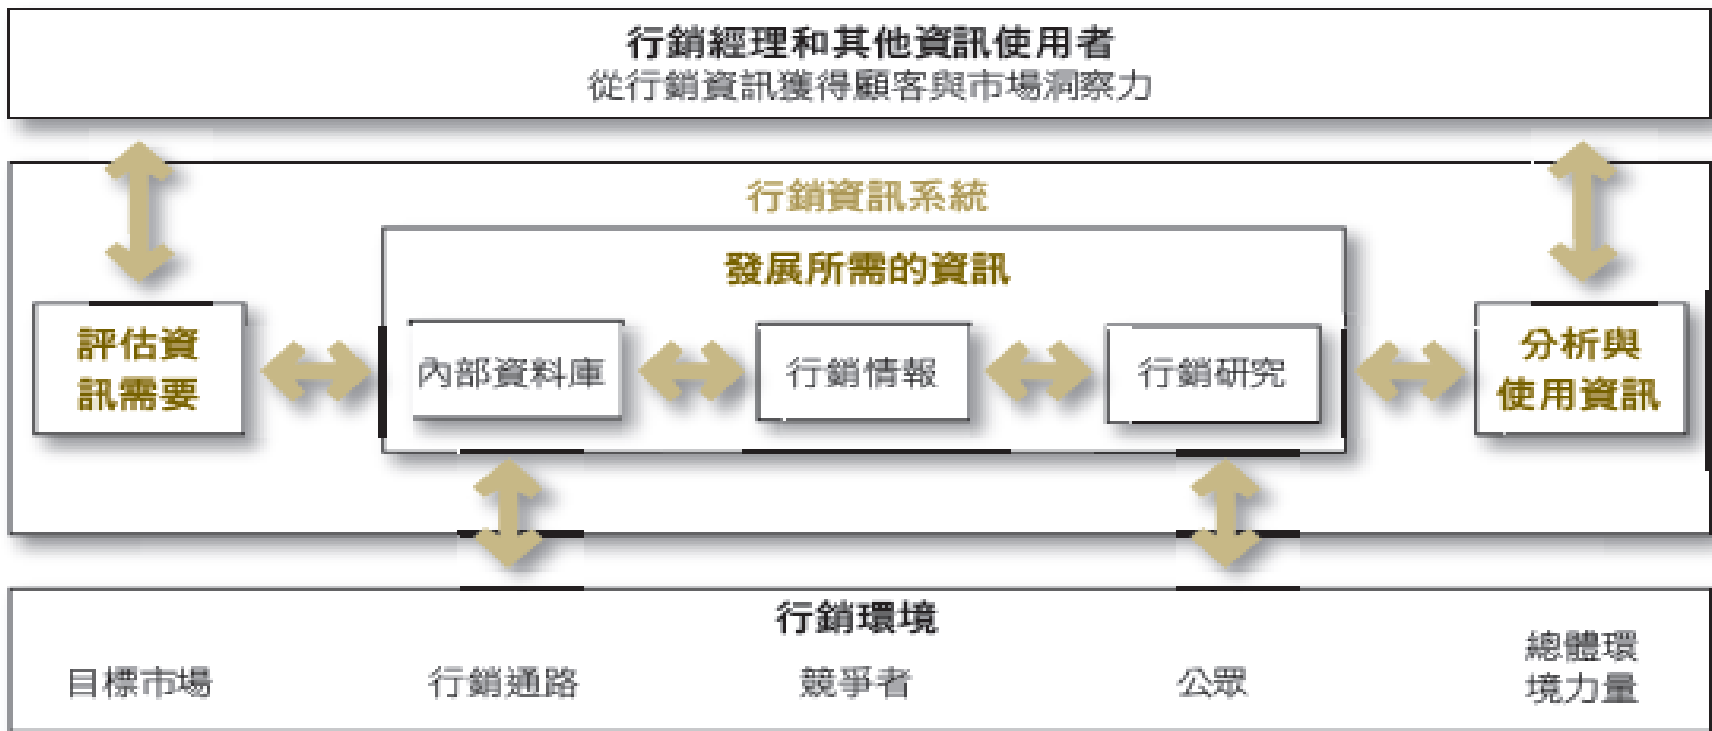 行銷經理和其他資訊使用者
從行銷資訊獲得顧客與市場洞察力
行銷資訊系統
發展所需的資訊
評估資
訊需要
內部資料庫
行銷情報
行銷研究
分析與
使用資訊
行銷環境
目標市場
行銷通路
競爭者
公眾
總體環
境力量